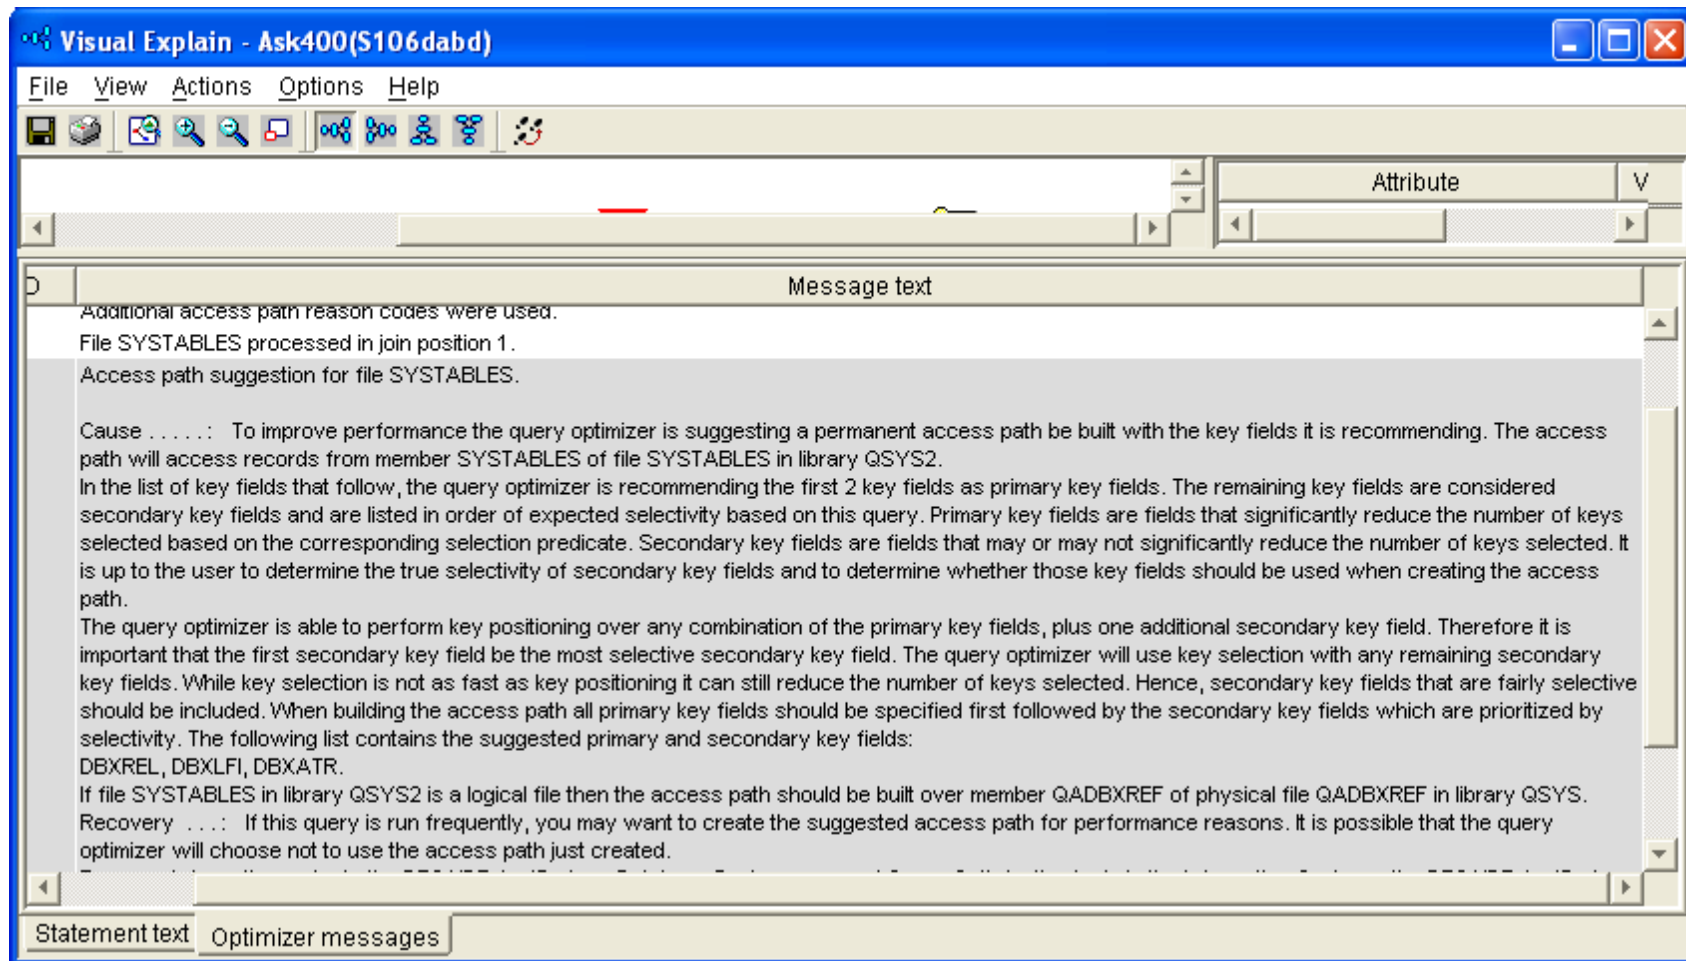 Visual Explain - Ask400(S106dabd)
File View Actions Options Help
Attribute V
Message text
Additional access path reason codes were used.
File SYSTABLES processed in join position 1.
Access path suggestion for file SYSTABLES.
Cause . . . . . : To improve performance the query optimizer is suggesting a permanent access path be built with the key fields it is recommending. The access
path will access records from member SYSTABLES of file SYSTABLES in library QSYS2.
In the list of key fields that follow, the query optimizer is recommending the first 2 key fields as primary key fields. The remaining key fields are considered
secondary key fields and are listed in order of expected selectivity based on this query. Primary key fields are fields that significantly reduce the number of keys
selected based on the corresponding selection predicate. Secondary key fields are fields that may or may not significantly reduce the number of keys selected. It
is up to the user to determine the true selectivity of secondary key fields and to determine whether those key fields should be used when creating the access
path.
The query optimizer is able to perform key positioning over any combination of the primary key fields, plus one additional secondary key field. Therefore it is
important that the first secondary key field be the most selective secondary key field. The query optimizer will use key selection with any remaining secondary
key fields. While key selection is not as fast as key positioning it can still reduce the number of keys selected. Hence, secondary key fields that are fairly selective
should be included. When building the access path all primary key fields should be specified first followed by the secondary key fields which are prioritized by
selectivity. The following list contains the suggested primary and secondary key fields:
DBXREL, DBXLFI, DBXATR.
If file SYSTABLES in library QSYS2 is a logical file then the access path should be built over member QADBXREF of physical file QADBXREF in library QSYS.
Recovery . . . : If this query is run frequently, you may want to create the suggested access path for performance reasons. It is possible that the query
optimizer will choose not to use the access path just created.
Statement text Optimizer messages